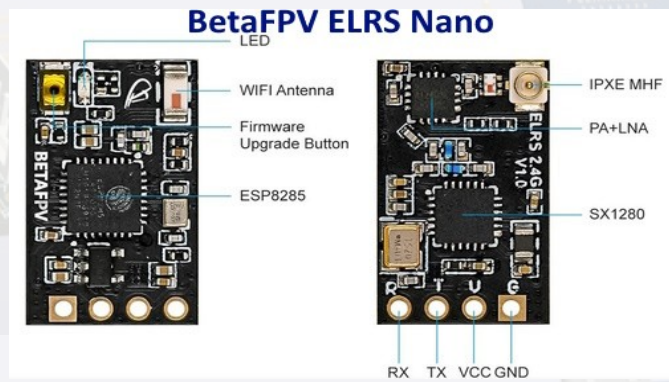 BetaFPV ELRS Nano
LED
WIFI Antenna
Firmware
Upgrade Button
ESP8285
BETAFPV
IPXE MHF
PA+LNA
SX1280
ELRS 2.4G
V1.0
R T V G
RX TX VCC GND